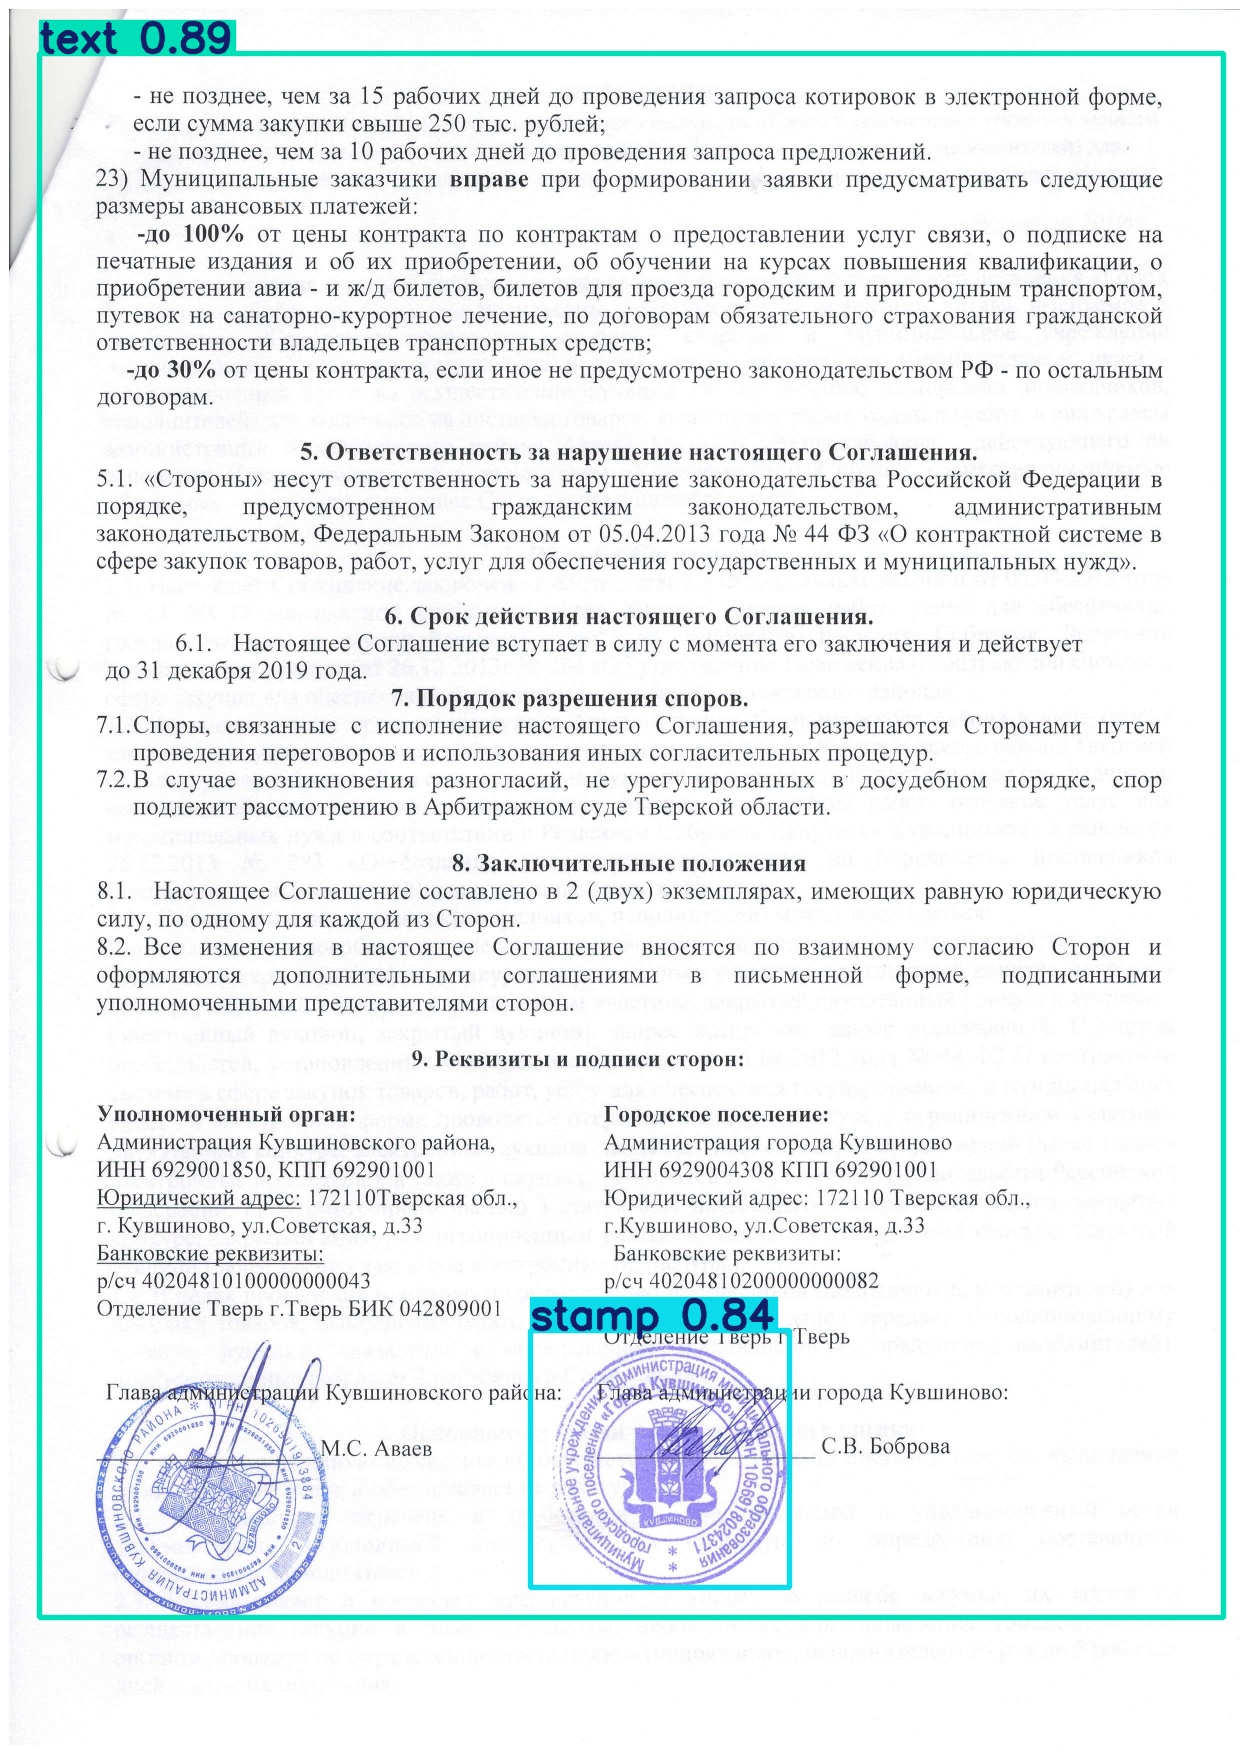 text 0.89
- не позднее, чем за 15 рабочих дней до проведения запроса котировок в электронной форме,
если сумма закупки свыше 250 тыс. рублей;
- не позднее, чем за 10 рабочих дней до проведения запроса предложений.
23) Муниципальные заказчики вправе при формировании заявки предусматривать следующие
размеры авансовых платежей:
-до 100% от цены контракта по контрактам о предоставлении услуг связи, о подписке на
печатные издания и об их приобретении, об обучении на курсах повышения квалификации, о
приобретении авиа - и ж/д билетов, билетов для проезда городским и пригородным транспортом,
путевок на санаторно-курортное лечение, по договорам обязательного страхования гражданской
ответственности владельцев транспортных средств;
-до 30% от цены контракта, если иное не предусмотрено законодательством РФ - по остальным
договорам.
5. Ответственность за нарушение настоящего Соглашения.
5.1. «Стороны» несут ответственность за нарушение законодательства Российской Федерации в
порядке, предусмотренном гражданским законодательством, административным
законодательством, Федеральным Законом от 05.04.2013 года № 44 ФЗ «О контрактной системе в
сфере закупок товаров, работ, услуг для обеспечения государственных и муниципальных нужд».
6. Срок действия настоящего Соглашения.
6.1. Настоящее Соглашение вступает в силу с момента его заключения и действует
до 31 декабря 2019 года.
7. Порядок разрешения споров.
7.1.Споры, связанные с исполнение настоящего Соглашения, разрешаются Сторонами путем
проведения переговоров и использования иных согласительных процедур.
7.2.В случае возникновения разногласий, не урегулированных в досудебном порядке, спор
подлежит рассмотрению в Арбитражном суде Тверской области.
8. Заключительные положения
8.1. Настоящее Соглашение составлено в 2 (двух) экземплярах, имеющих равную юридическую
силу, по одному для каждой из Сторон.
8.2. Все изменения в настоящее Соглашение вносятся по взаимному согласию Сторон и
оформляются дополнительными соглашениями в письменной форме, подписанными
уполномоченными представителями сторон.
9. Реквизиты и подписи сторон:
Уполномоченный орган:
Администрация Кувшиновского района,
ИНН 6929001850, КПП 692901001
Юридический адрес: 172110Тверская обл.,
г. Кувшиново, ул.Советская, д.33
Банковские реквизиты:
р/сч 40204810100000000043
Отделение Тверь г.Тверь БИК 042809001
Глава администрации Кувшиновского района:
М.С. Аваев
АДМИНИСТРАЦИЯ КУВШИНОВСКОГО РАЙОНА
Городское поселение:
Администрация города Кувшиново
ИНН 6929004308 КПП 692901001
Юридический адрес: 172110 Тверская обл.,
г.Кувшиново, ул.Советская, д.33
Банковские реквизиты:
р/сч 40204810200000000082
stamp 0.84
Отделение Тверь г Тверь
Глава администрации города Кувшиново:
С.В. Боброва
Муниципальное учреждение администрация муниципального образования
городского поселения «Город Кувшиново» ОГРН 1056918024371
КУВШИНОВО